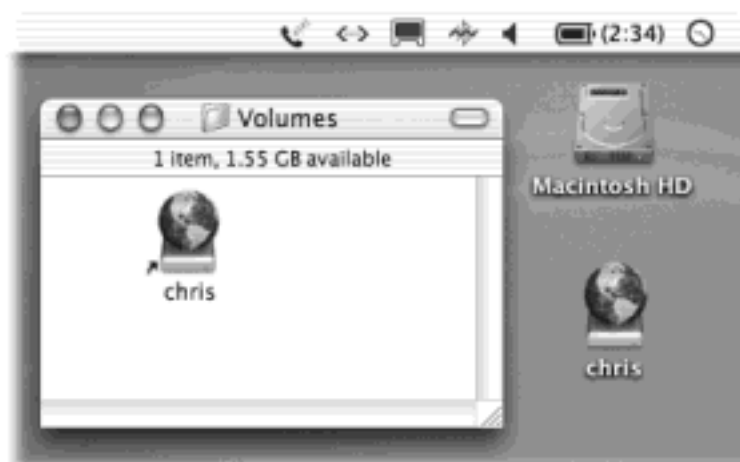 (2:34)
Volumes
1 item, 1.55 GB available
chris
Macintosh HD
chris